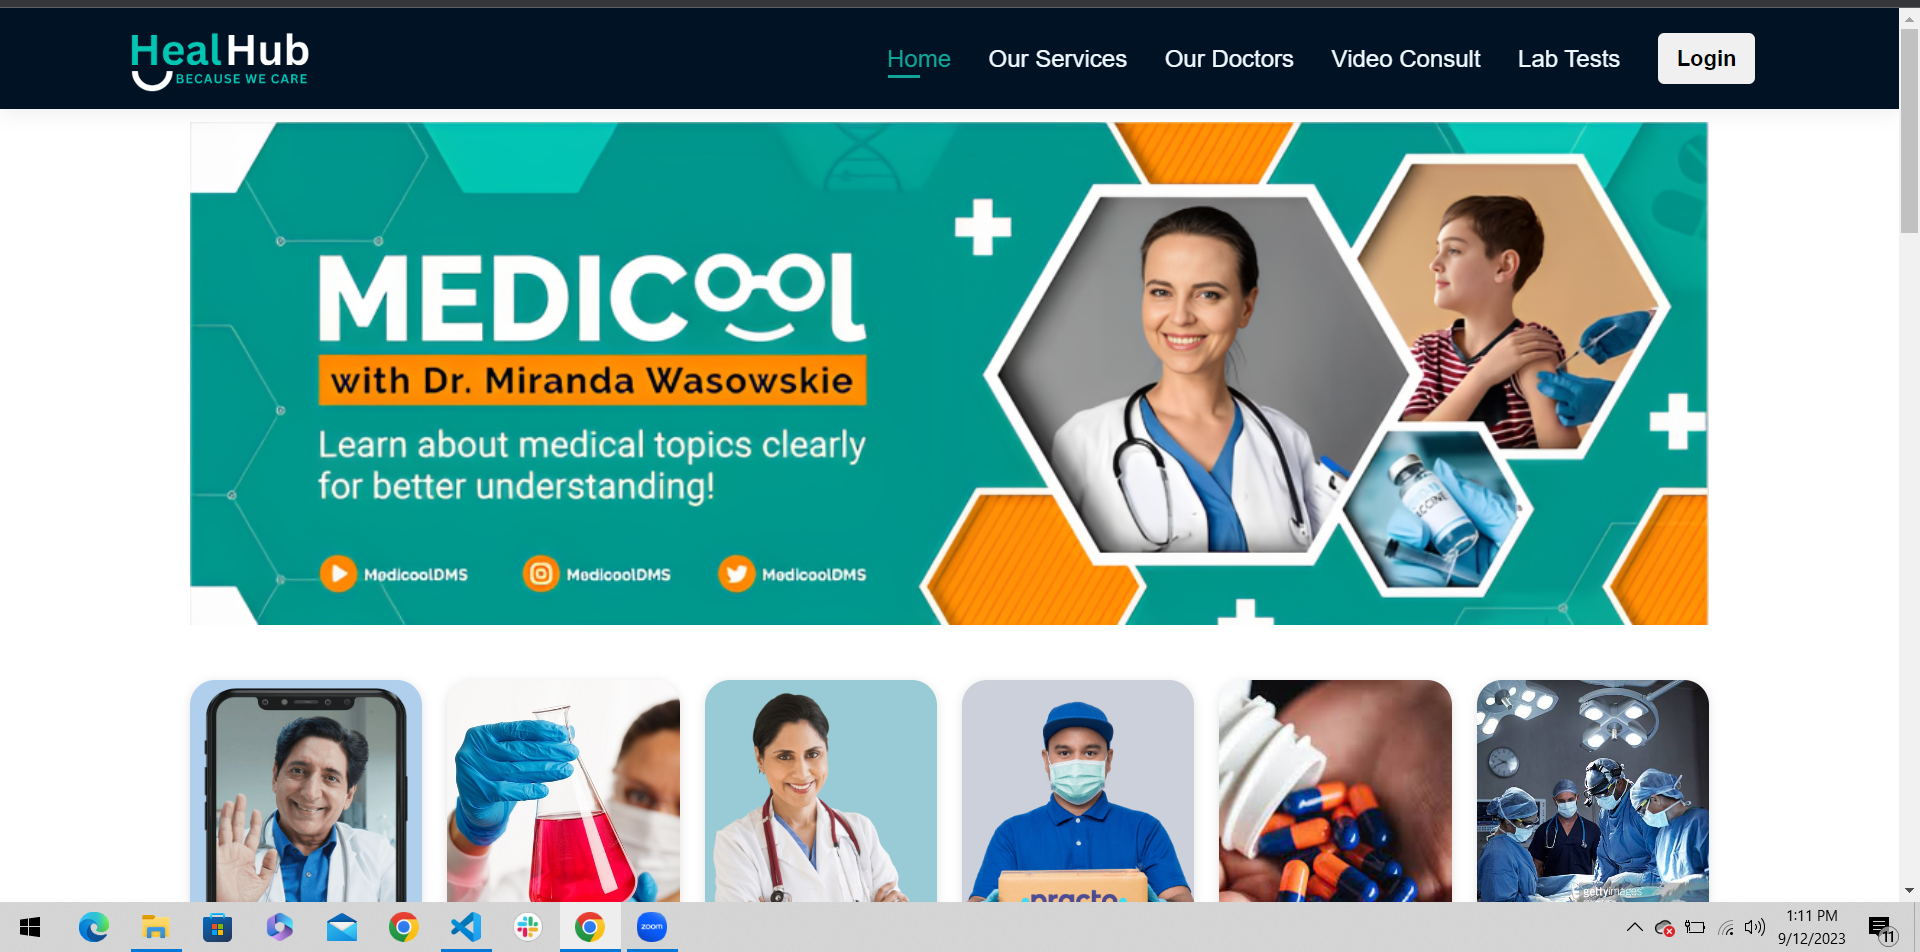 HealHub
BECAUSE WE CARE
Home
Our Services
Our Doctors
Video Consult
Lab Tests
Login
MEDICOOL
with Dr. Miranda Wasowskie
Learn about medical topics clearly
for better understanding!
MedicoolDMS
MedicoolDMS
MedicoolDMS
VACCINE
practo
gettyimages
zoom
1:11 PM
9/12/2023
11